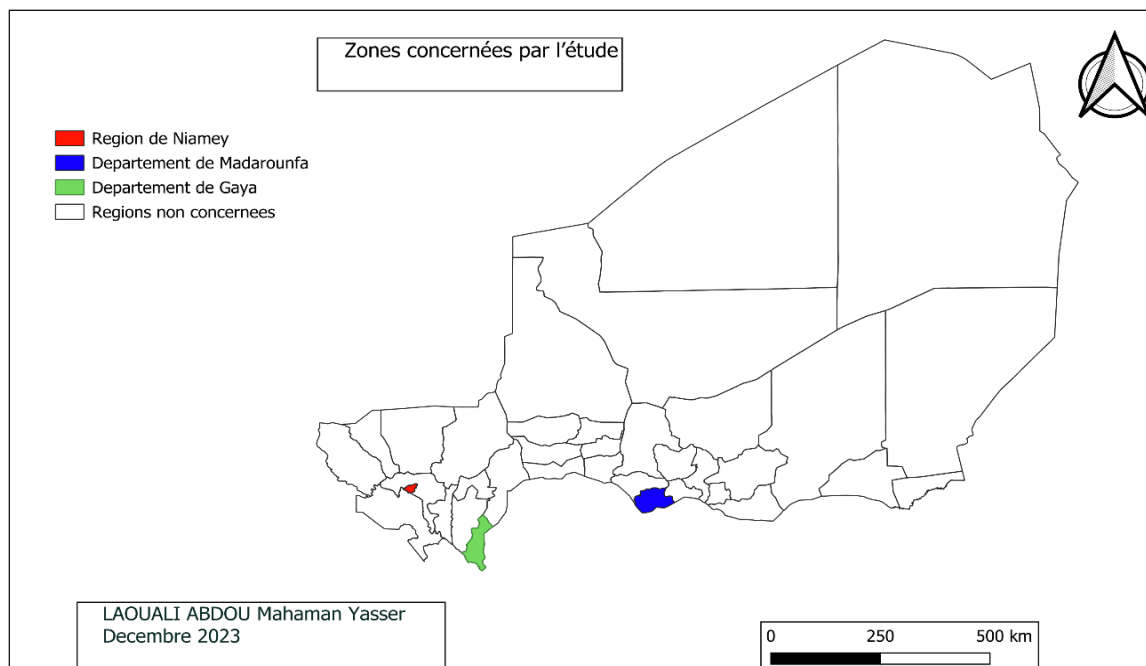 Zones concernées par l’étude
Region de Niamey
Departement de Madarounfa
Departement de Gaya
Regions non concernees
LAOUALI ABDOU Mahaman Yasser
Decembre 2023
0 250 500 km